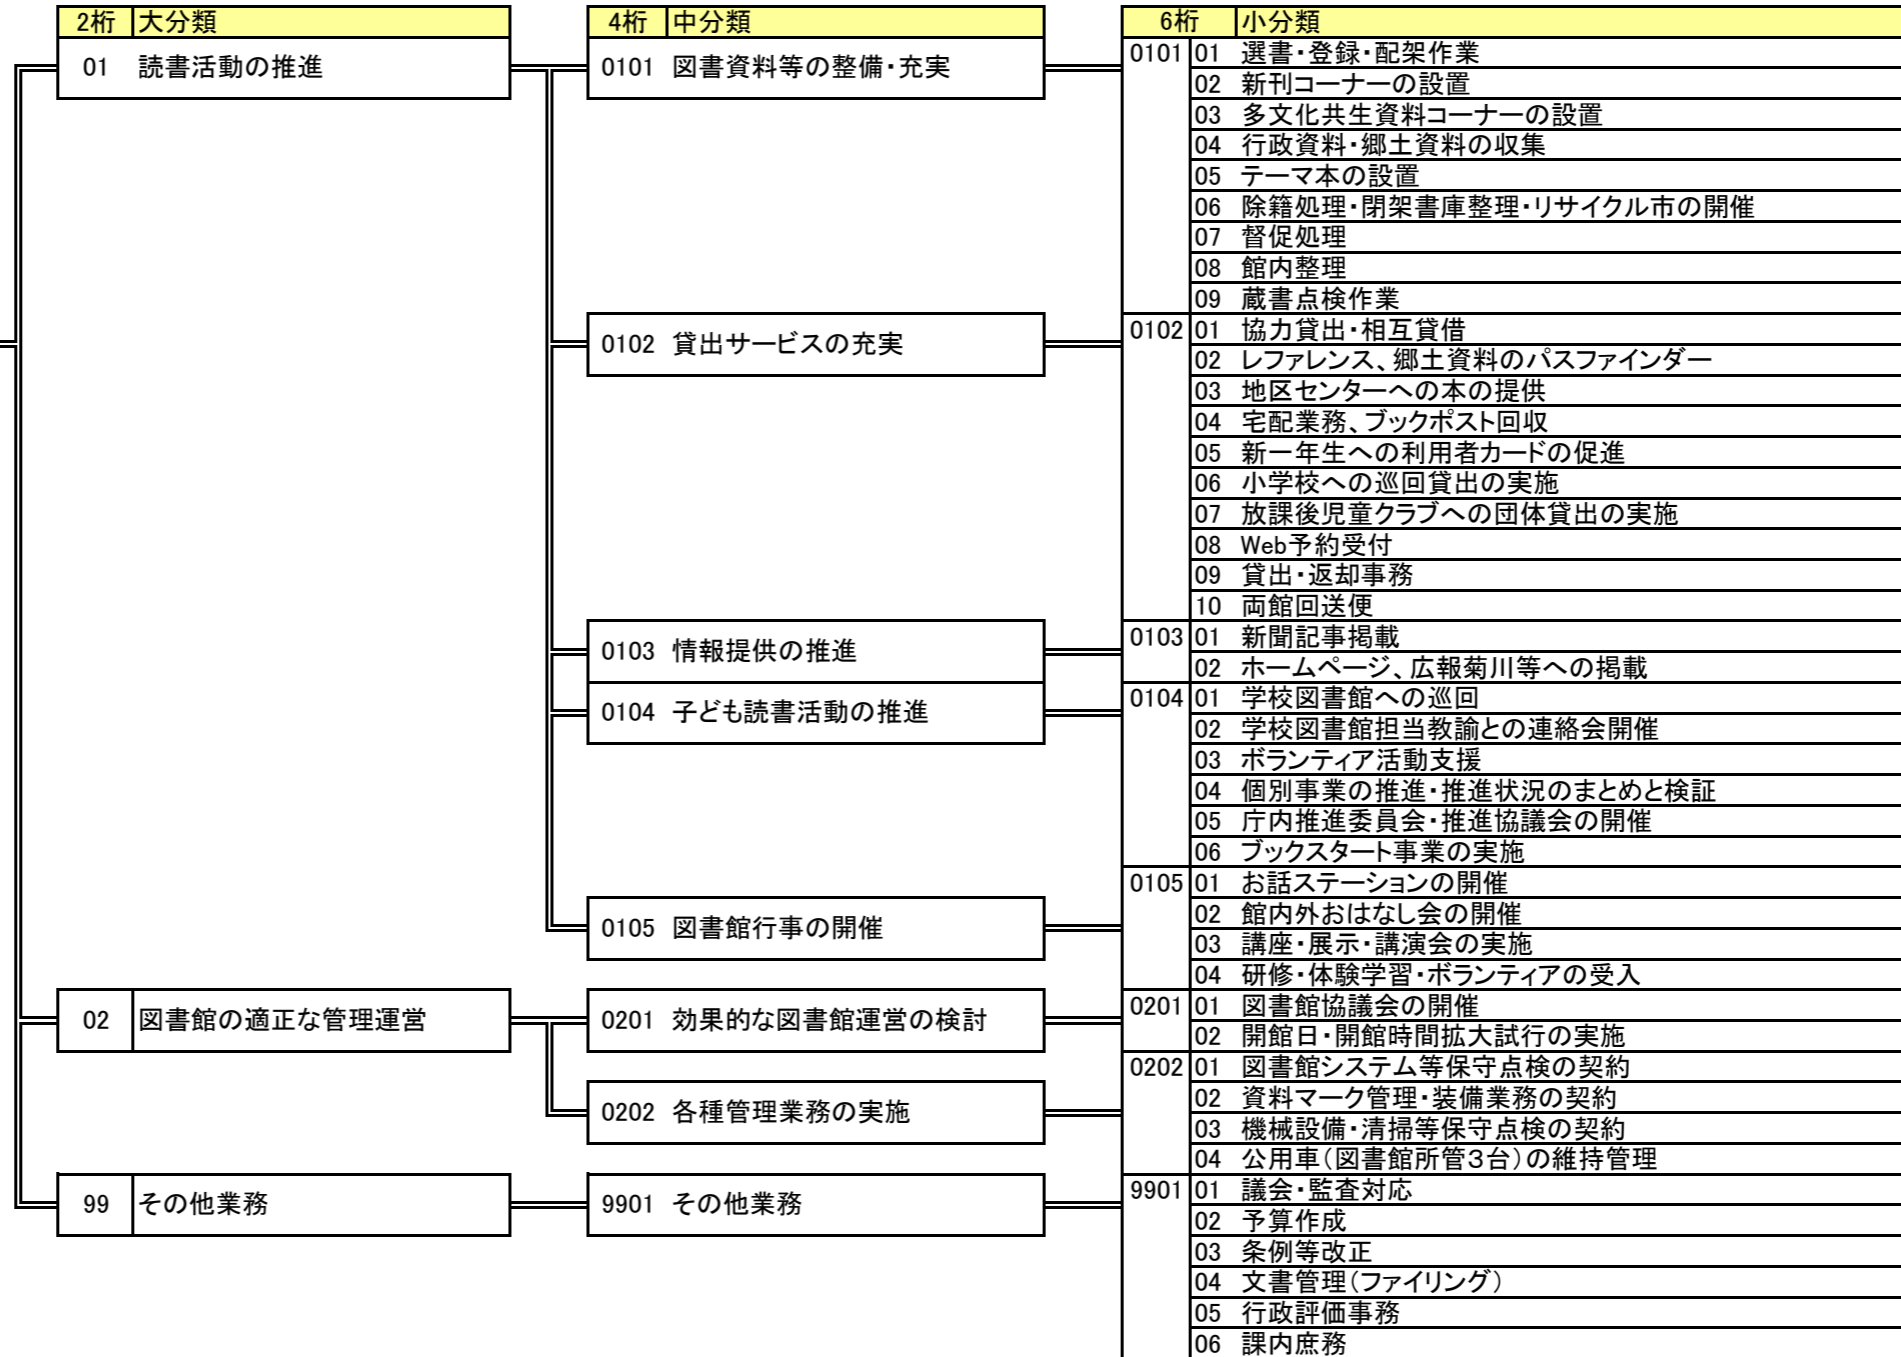 2桁 大分類 4桁 中分類 6桁 小分類
01 読書活動の推進 0101 図書資料等の整備・充実 0101 01 選書・登録・配架作業
02 新刊コーナーの設置
03 多文化共生資料コーナーの設置
04 行政資料・郷土資料の収集
05 テーマ本の設置
06 除籍処理・閉架書庫整理・リサイクル市の開催
07 督促処理
08 館内整理
09 蔵書点検作業
0102 貸出サービスの充実 0102 01 協力貸出・相互貸借
02 レファレンス、郷土資料のパスファインダー
03 地区センターへの本の提供
04 宅配業務、ブックポスト回収
05 新一年生への利用者カードの促進
06 小学校への巡回貸出の実施
07 放課後児童クラブへの団体貸出の実施
08 Web予約受付
09 貸出・返却事務
10 両館回送便
0103 情報提供の推進 0103 01 新聞記事掲載
02 ホームページ、広報菊川等への掲載
0104 子ども読書活動の推進 0104 01 学校図書館への巡回
02 学校図書館担当教諭との連絡会開催
03 ボランティア活動支援
04 個別事業の推進・推進状況のまとめと検証
05 庁内推進委員会・推進協議会の開催
06 ブックスタート事業の実施
0105 図書館行事の開催 0105 01 お話ステーションの開催
02 館内外おはなし会の開催
03 講座・展示・講演会の実施
04 研修・体験学習・ボランティアの受入
02 図書館の適正な管理運営 0201 効果的な図書館運営の検討 0201 01 図書館協議会の開催
02 開館日・開館時間拡大試行の実施
0202 各種管理業務の実施 0202 01 図書館システム等保守点検の契約
02 資料マーク管理・装備業務の契約
03 機械設備・清掃等保守点検の契約
04 公用車（図書館所管３台）の維持管理
99 その他業務 9901 その他業務 9901 01 議会・監査対応
02 予算作成
03 条例等改正
04 文書管理（ファイリング）
05 行政評価事務
06 課内庶務